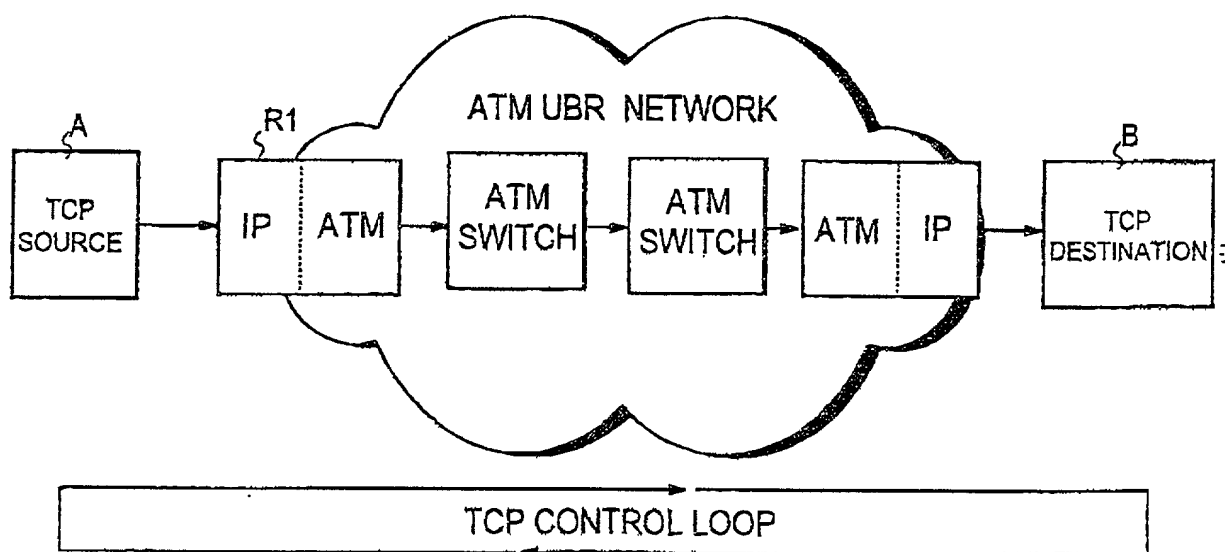 ATM UBR NETWORK
A
R1
B
TCP
SOURCE
IP
ATM
ATM
SWITCH
ATM
SWITCH
ATM
IP
TCP
DESTINATION
TCP CONTROL LOOP